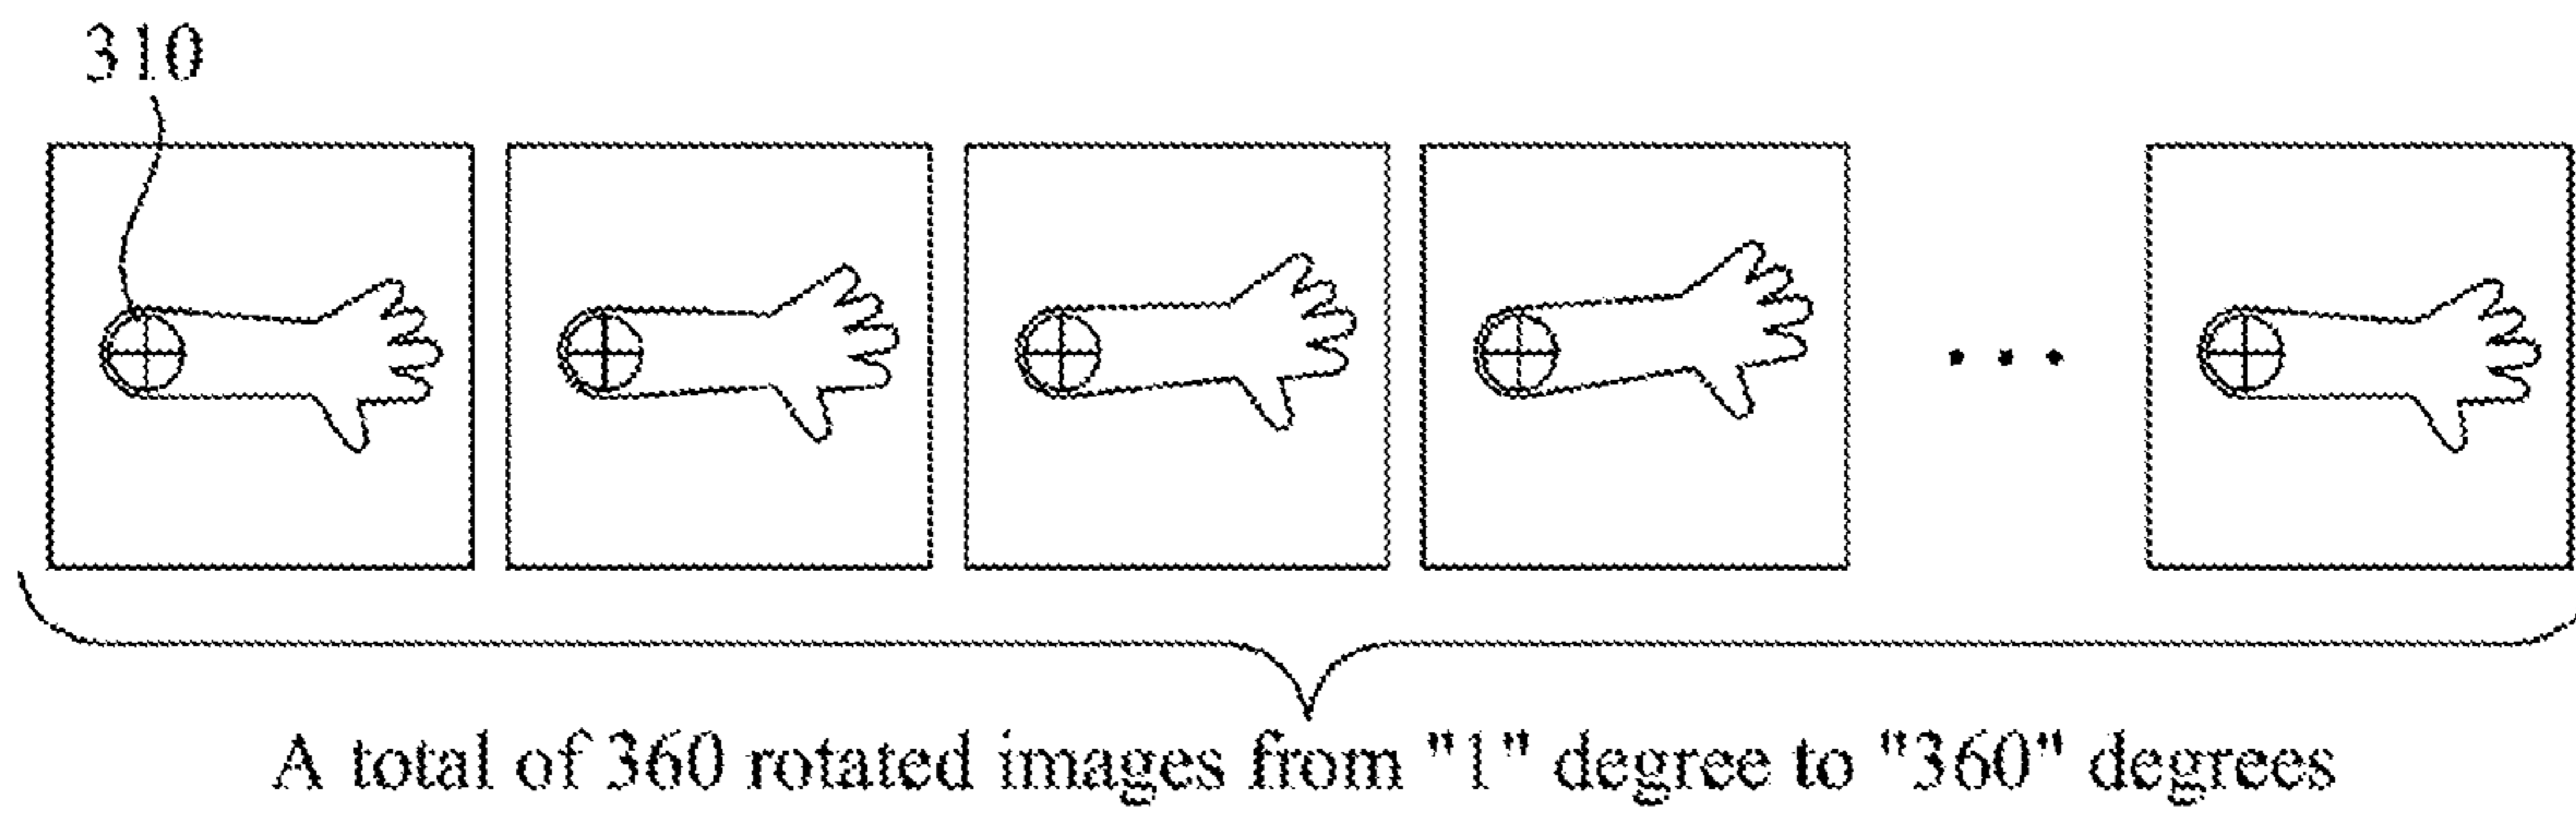 310
A total of 360 rotated images from "1" degree to "360" degrees